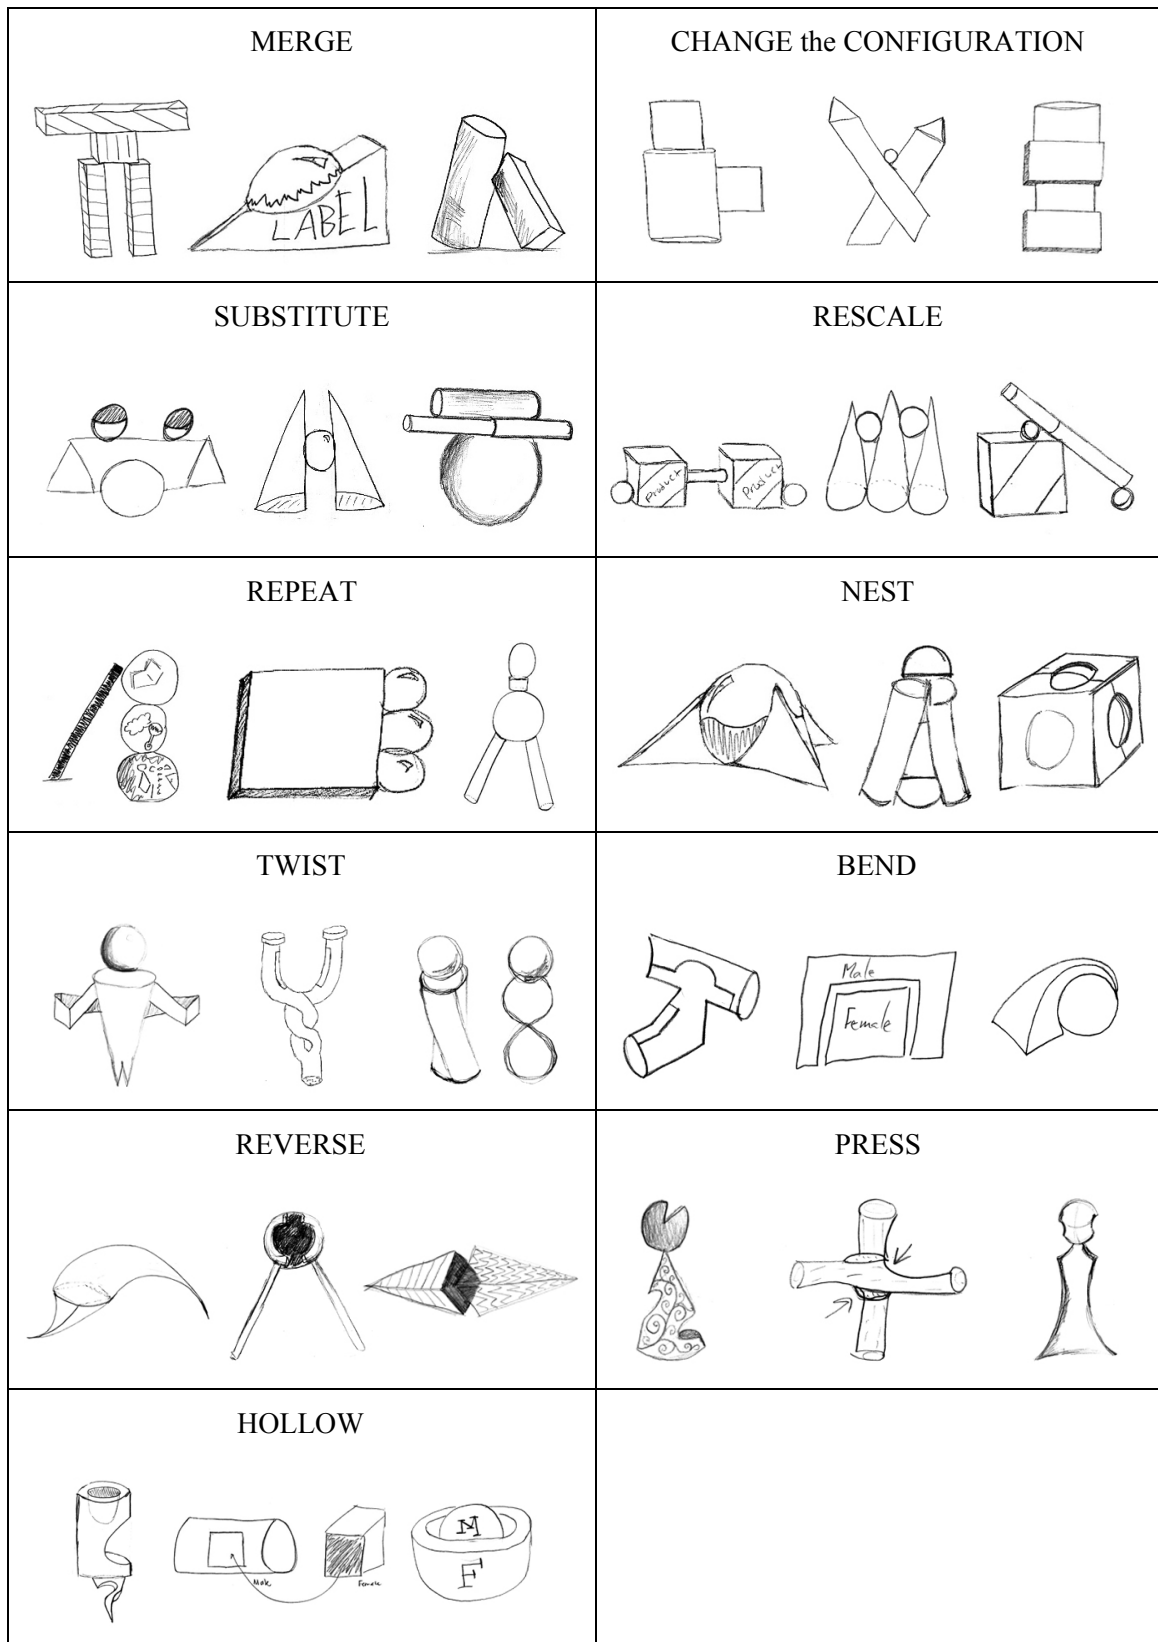 MERGE
LABEL
CHANGE the CONFIGURATION
SUBSTITUTE
RESCALE
Product
Product
REPEAT
NEST
TWIST
BEND
Male
Female
REVERSE
PRESS
HOLLOW
Male
Female
M
F